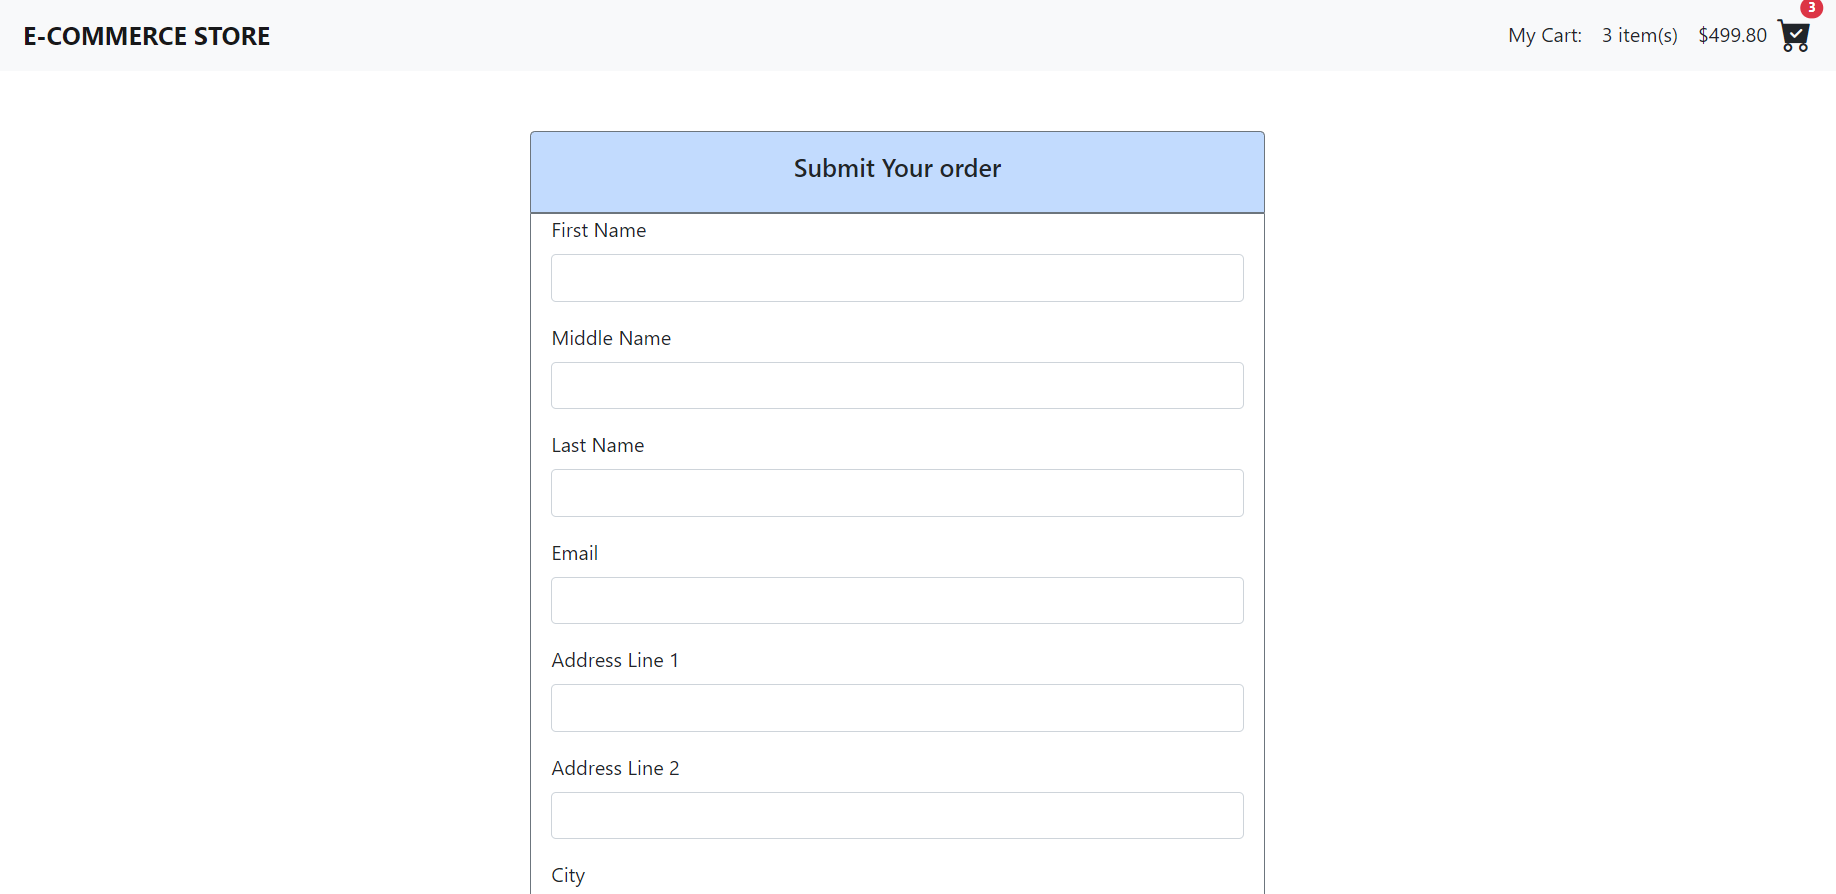 E-COMMERCE STORE
My Cart: 3 item(s) $499.80 3
Submit Your order
First Name
Middle Name
Last Name
Email
Address Line 1
Address Line 2
City